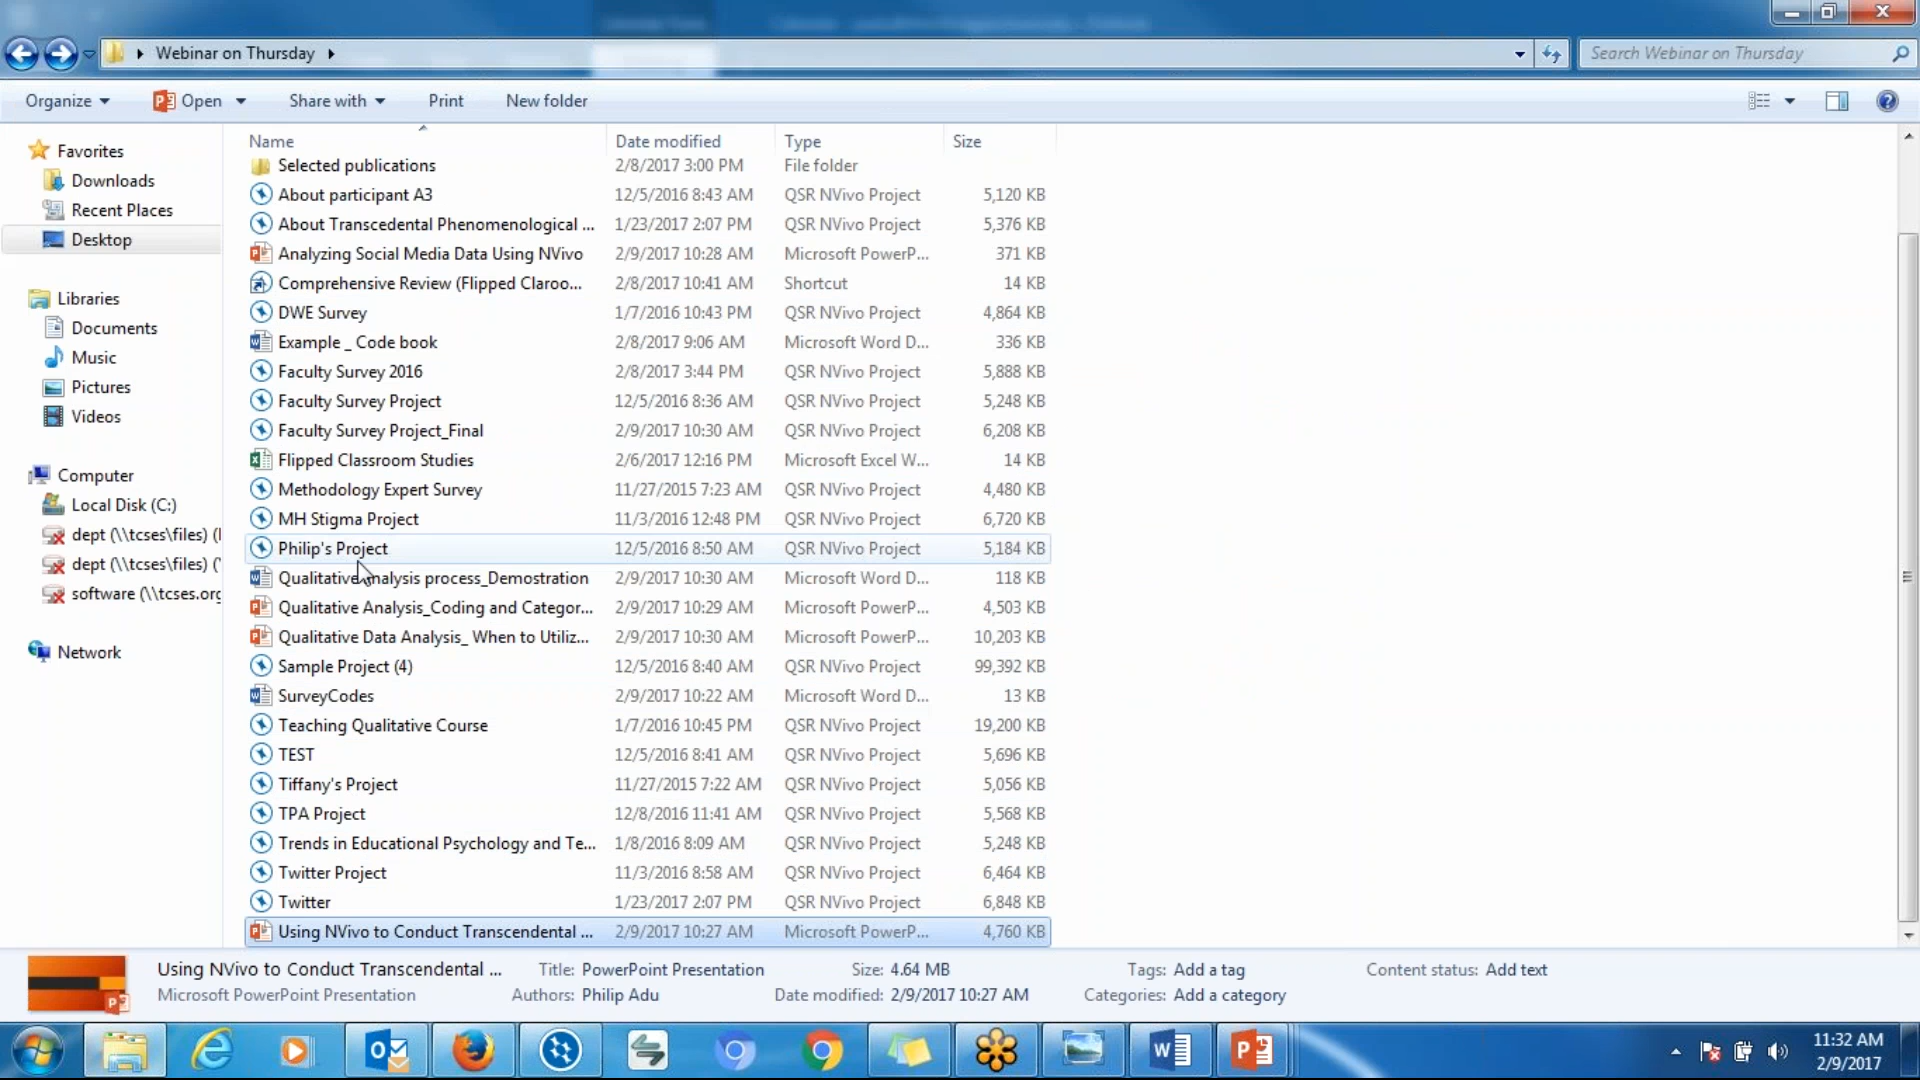 Webinar on Thursday
Search Webinar on Thursday
Organize Open Share with Print New folder
Name Date modified Type Size
Favorites
Downloads
Recent Places
Desktop
Libraries
Documents
Music
Pictures
Videos
Computer
Local Disk (C:)
dept (\\tcses\files) (
dept (\\tcses\files) (
software (\\tcses.org
Network
Selected publications 2/8/2017 3:00 PM File folder
About participant A3 12/5/2016 8:43 AM QSR NVivo Project 5,120 KB
About Transcedental Phenomenological ... 1/23/2017 2:07 PM QSR NVivo Project 5,376 KB
Analyzing Social Media Data Using NVivo 2/9/2017 10:28 AM Microsoft PowerP... 371 KB
Comprehensive Review (Flipped Claroo... 2/8/2017 10:41 AM Shortcut 14 KB
DWE Survey 1/7/2016 10:43 PM QSR NVivo Project 4,864 KB
Example _ Code book 2/8/2017 9:06 AM Microsoft Word D... 336 KB
Faculty Survey 2016 2/8/2017 3:44 PM QSR NVivo Project 5,888 KB
Faculty Survey Project 12/5/2016 8:36 AM QSR NVivo Project 5,248 KB
Faculty Survey Project_Final 2/9/2017 10:30 AM QSR NVivo Project 6,208 KB
Flipped Classroom Studies 2/6/2017 12:16 PM Microsoft Excel W... 14 KB
Methodology Expert Survey 11/27/2015 7:23 AM QSR NVivo Project 4,480 KB
MH Stigma Project 11/3/2016 12:48 PM QSR NVivo Project 6,720 KB
Philip's Project 12/5/2016 8:50 AM QSR NVivo Project 5,184 KB
Qualitative Analysis process_Demostration 2/9/2017 10:30 AM Microsoft Word D... 118 KB
Qualitative Analysis_Coding and Categor... 2/9/2017 10:29 AM Microsoft PowerP... 4,503 KB
Qualitative Data Analysis_ When to Utiliz... 2/9/2017 10:30 AM Microsoft PowerP... 10,203 KB
Sample Project (4) 12/5/2016 8:40 AM QSR NVivo Project 99,392 KB
SurveyCodes 2/9/2017 10:22 AM Microsoft Word D... 13 KB
Teaching Qualitative Course 1/7/2016 10:45 PM QSR NVivo Project 19,200 KB
TEST 12/5/2016 8:41 AM QSR NVivo Project 5,696 KB
Tiffany's Project 11/27/2015 7:22 AM QSR NVivo Project 5,056 KB
TPA Project 12/8/2016 11:41 AM QSR NVivo Project 5,568 KB
Trends in Educational Psychology and Te... 1/8/2016 8:09 AM QSR NVivo Project 5,248 KB
Twitter Project 11/3/2016 8:58 AM QSR NVivo Project 6,464 KB
Twitter 1/23/2017 2:07 PM QSR NVivo Project 6,848 KB
Using NVivo to Conduct Transcendental ... 2/9/2017 10:27 AM Microsoft PowerP... 4,760 KB
Using NVivo to Conduct Transcendental ... Title: PowerPoint Presentation Size: 4.64 MB Tags: Add a tag Content status: Add text
Microsoft PowerPoint Presentation Authors: Philip Adu Date modified: 2/9/2017 10:27 AM Categories: Add a category
11:32 AM
2/9/2017